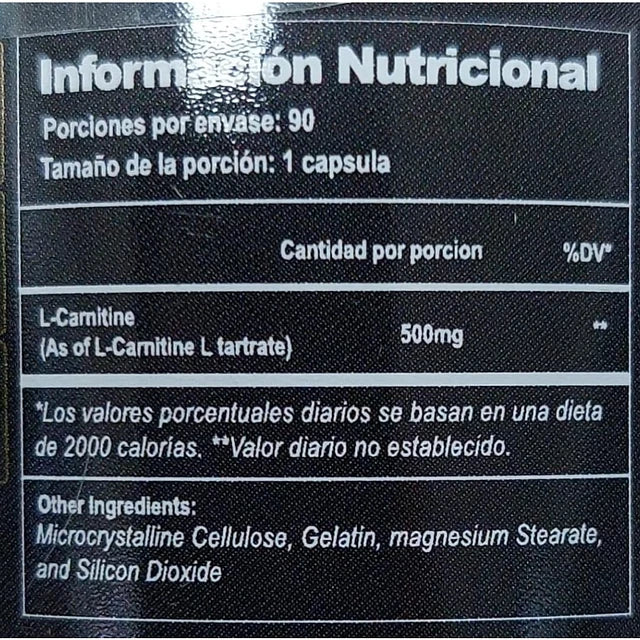 Información Nutricional
Porciones por envase: 90
Tamaño de la porción: 1 capsula
Cantidad por porcion %DV*
L-Carnitine
(As of L-Carnitine L tartrate) 500mg **
*Los valores porcentuales diarios se basan en una dieta
de 2000 calorías. **Valor diario no establecido.
Other Ingredients:
Microcrystalline Cellulose, Gelatin, magnesium Stearate,
and Silicon Dioxide